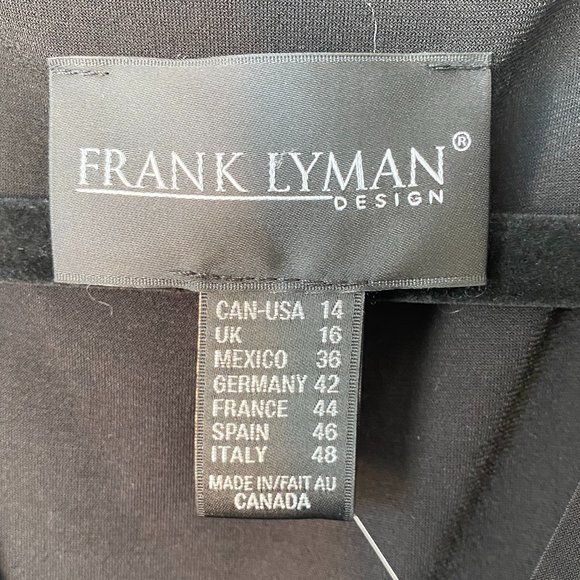 FRANK LYMAN®
DESIGN
CAN-USA 14
UK 16
MEXICO 36
GERMANY 42
FRANCE 44
SPAIN 46
ITALY 48
MADE IN/FAIT AU
CANADA